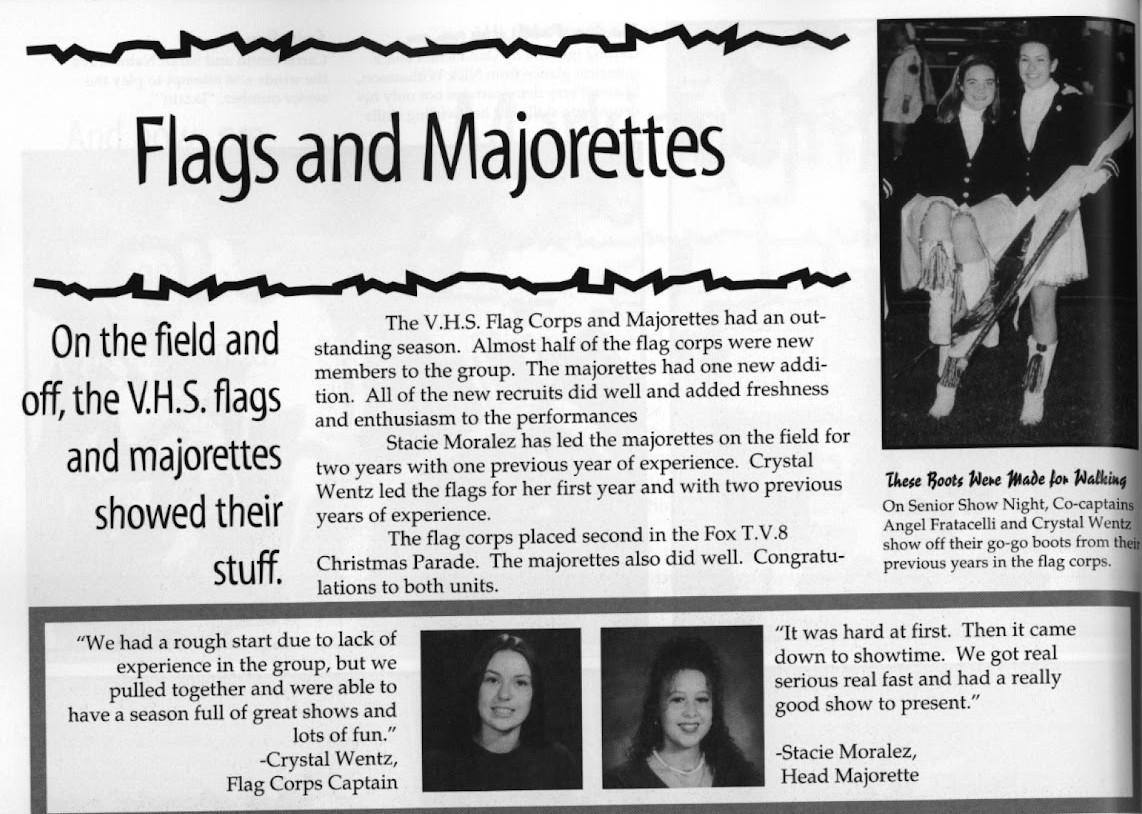 Flags and Majorettes
On the field and
off, the V.H.S. flags
and majorettes
showed their
stuff.
The V.H.S. Flag Corps and Majorettes had an out-
standing season. Almost half of the flag corps were new
members to the group. The majorettes had one new addi-
tion. All of the new recruits did well and added freshness
and enthusiasm to the performances
Stacie Moralez has led the majorettes on the field for
two years with one previous year of experience. Crystal
Wentz led the flags for her first year and with two previous
years of experience.
The flag corps placed second in the Fox T.V.8
Christmas Parade. The majorettes also did well. Congratu-
lations to both units.
These Boots Were Made for Walking
On Senior Show Night, Co-captains
Angel Fratacelli and Crystal Wentz
show off their go-go boots from their
previous years in the flag corps.
"We had a rough start due to lack of
experience in the group, but we
pulled together and were able to
have a season full of great shows and
lots of fun."
-Crystal Wentz,
Flag Corps Captain
"It was hard at first. Then it came
down to showtime. We got real
serious real fast and had a really
good show to present."
-Stacie Moralez,
Head Majorette